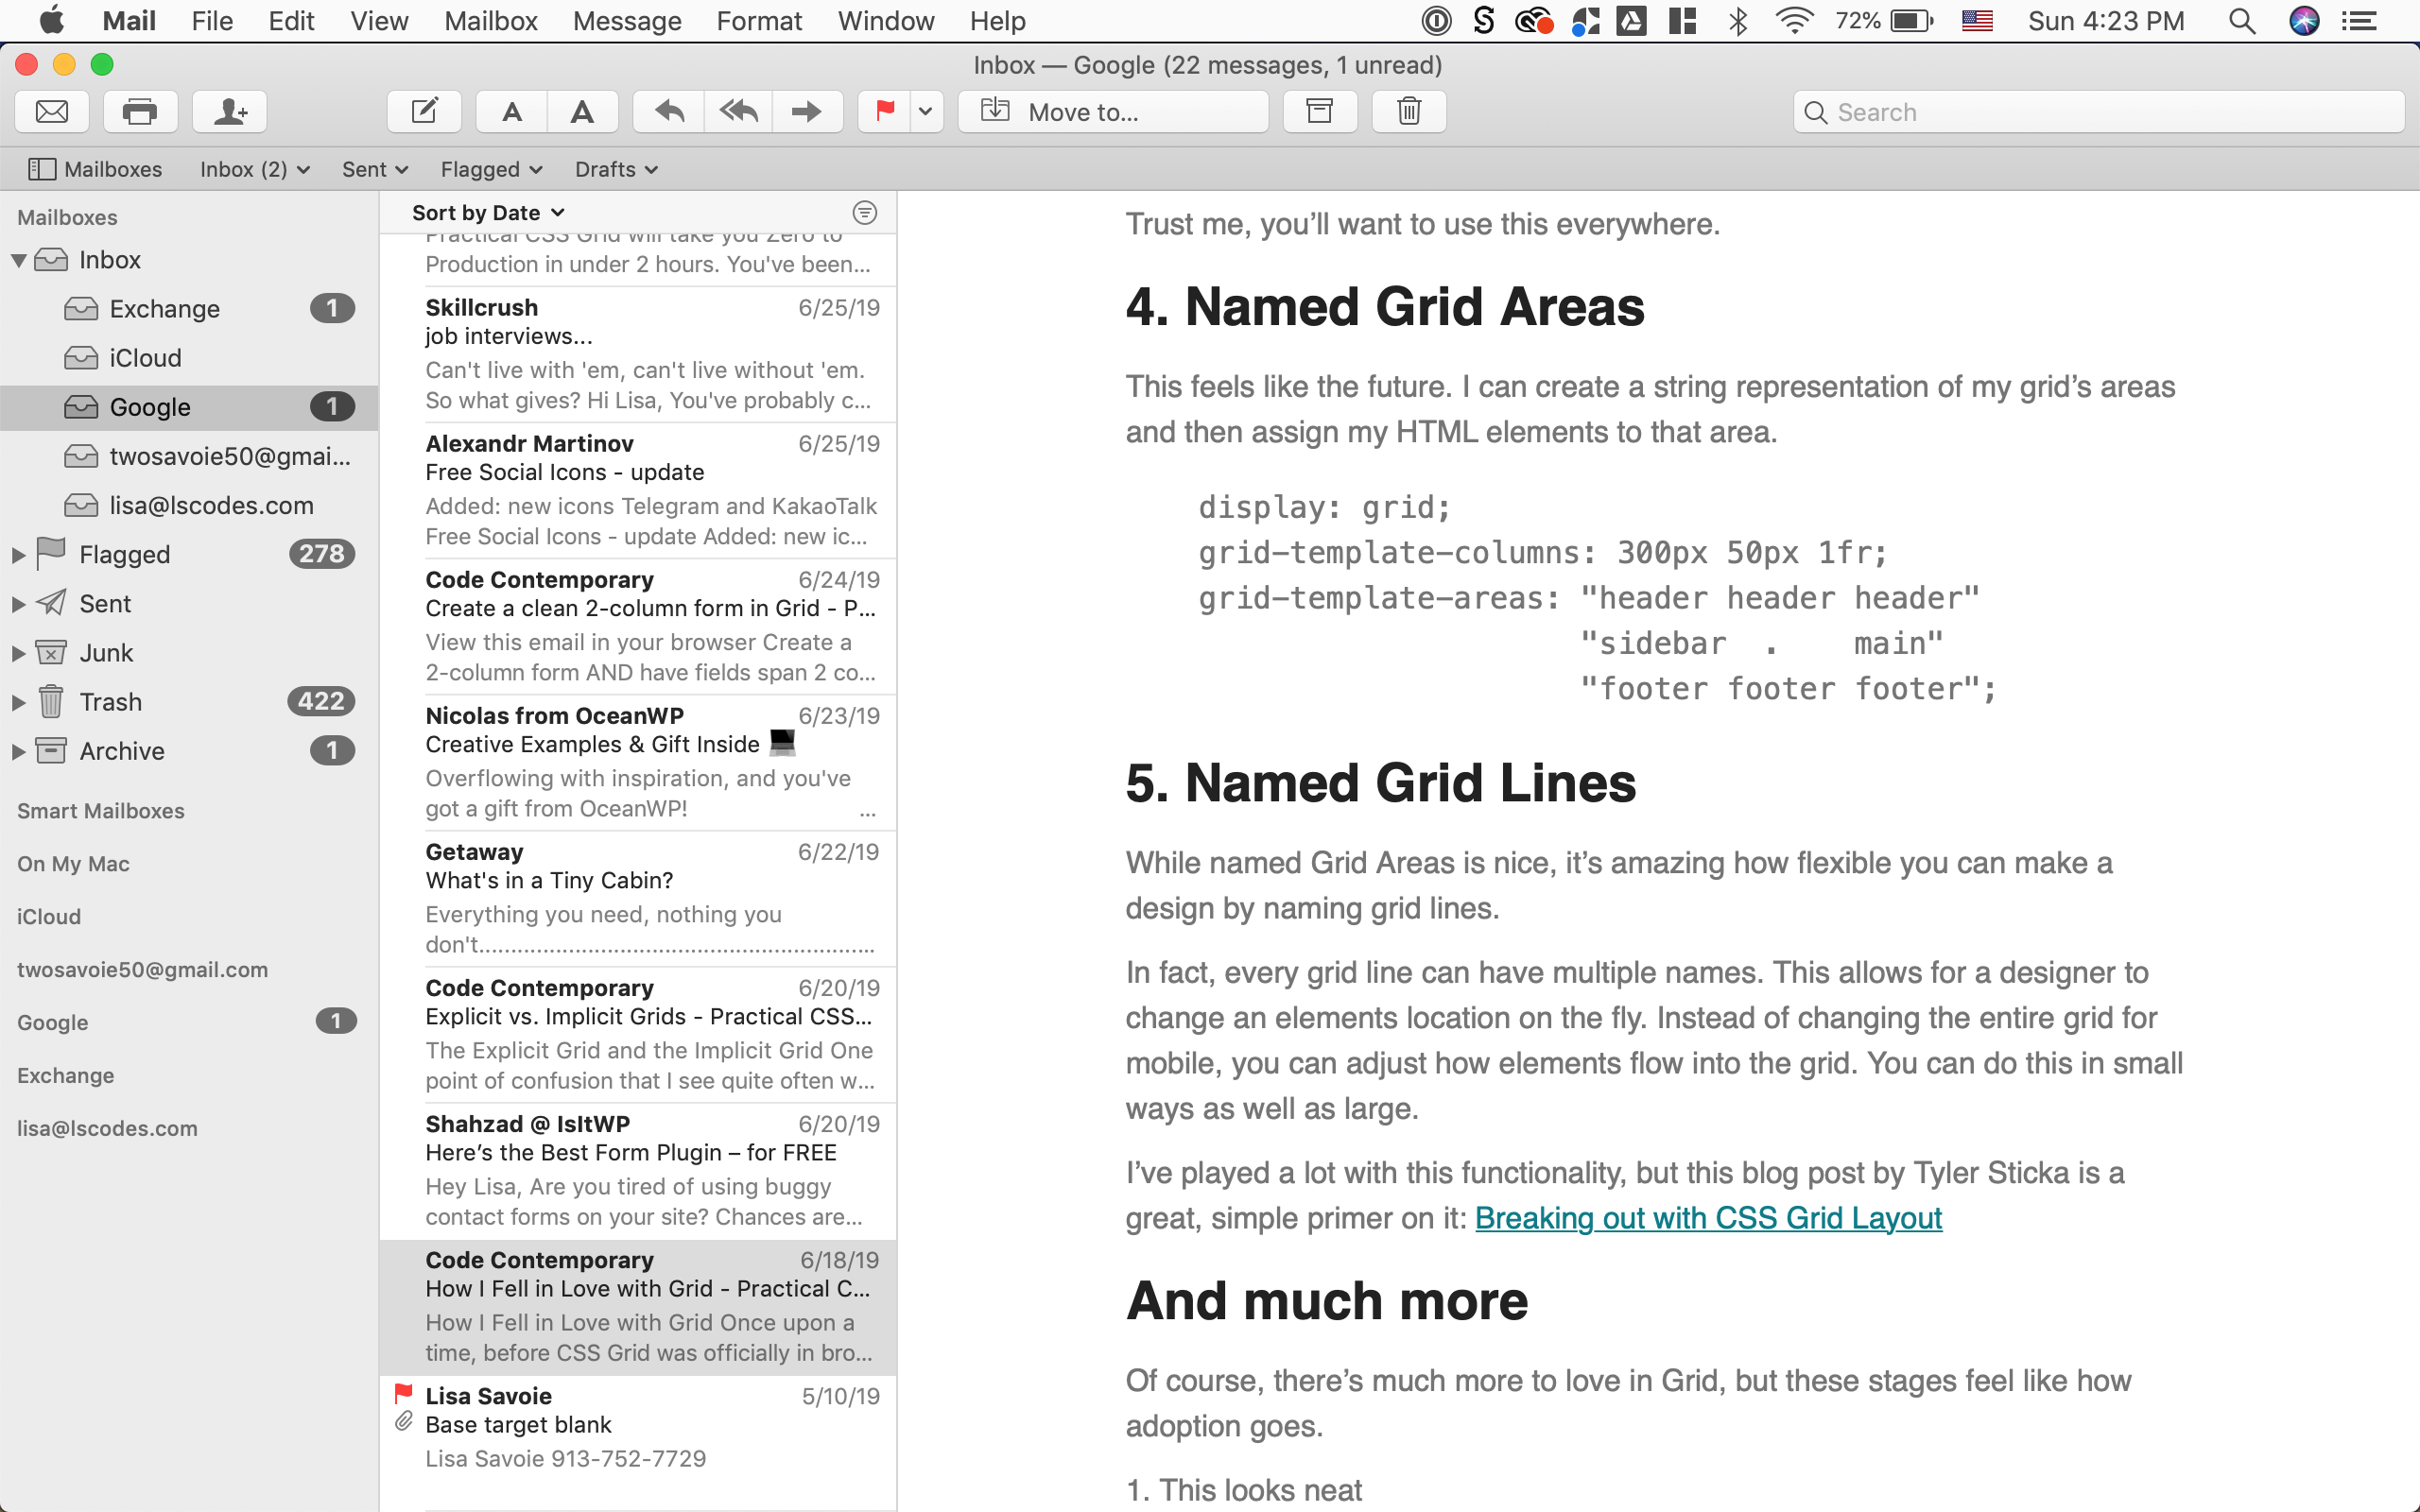 Mail File Edit View Mailbox Message Format Window Help 72% Sun 4:23 PM
Inbox — Google (22 messages, 1 unread)
Move to...
Search
Mailboxes Inbox (2) Sent Flagged Drafts
Mailboxes
Inbox
Exchange 1
iCloud
Google 1
twosavoie50@gmai...
lisa@lscodes.com
Flagged 278
Sent
Junk
Trash 422
Archive 1
Smart Mailboxes
On My Mac
iCloud
twosavoie50@gmail.com
Google 1
Exchange
lisa@lscodes.com
Sort by Date
Practical CSS Grid will take you Zero to
Production in under 2 hours. You've been...
Skillcrush 6/25/19
job interviews...
Can't live with 'em, can't live without 'em.
So what gives? Hi Lisa, You've probably c...
Alexandr Martinov 6/25/19
Free Social Icons - update
Added: new icons Telegram and KakaoTalk
Free Social Icons - update Added: new ic...
Code Contemporary 6/24/19
Create a clean 2-column form in Grid - P...
View this email in your browser Create a
2-column form AND have fields span 2 co...
Nicolas from OceanWP 6/23/19
Creative Examples & Gift Inside 💻
Overflowing with inspiration, and you've
got a gift from OceanWP! ...
Getaway 6/22/19
What's in a Tiny Cabin?
Everything you need, nothing you
don't...........................................................
Code Contemporary 6/20/19
Explicit vs. Implicit Grids - Practical CSS...
The Explicit Grid and the Implicit Grid One
point of confusion that I see quite often w...
Shahzad @ IsItWP 6/20/19
Here’s the Best Form Plugin – for FREE
Hey Lisa, Are you tired of using buggy
contact forms on your site? Chances are...
Code Contemporary 6/18/19
How I Fell in Love with Grid - Practical C...
How I Fell in Love with Grid Once upon a
time, before CSS Grid was officially in bro...
Lisa Savoie 5/10/19
Base target blank
Lisa Savoie 913-752-7729
Trust me, you’ll want to use this everywhere.
4. Named Grid Areas
This feels like the future. I can create a string representation of my grid’s areas
and then assign my HTML elements to that area.
display: grid;
grid-template-columns: 300px 50px 1fr;
grid-template-areas: "header header header"
"sidebar . main"
"footer footer footer";
5. Named Grid Lines
While named Grid Areas is nice, it’s amazing how flexible you can make a
design by naming grid lines.
In fact, every grid line can have multiple names. This allows for a designer to
change an elements location on the fly. Instead of changing the entire grid for
mobile, you can adjust how elements flow into the grid. You can do this in small
ways as well as large.
I’ve played a lot with this functionality, but this blog post by Tyler Sticka is a
great, simple primer on it: Breaking out with CSS Grid Layout
And much more
Of course, there’s much more to love in Grid, but these stages feel like how
adoption goes.
1. This looks neat